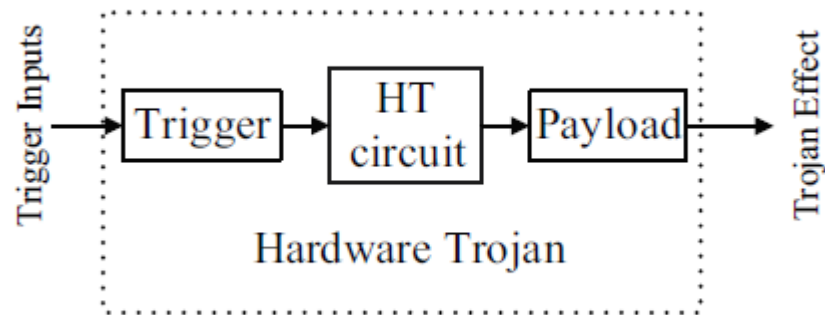 Trigger Inputs
Trigger
HT
circuit
Payload
Trojan Effect
Hardware Trojan